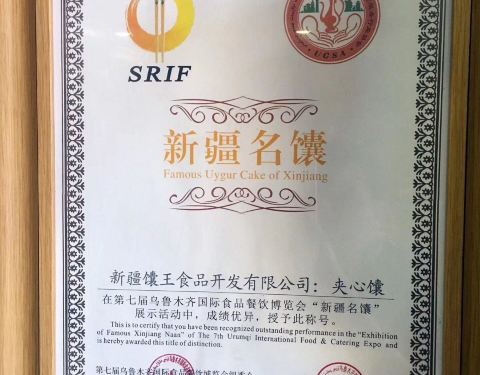 SRIF
UGSA
新疆名馕
Famous Uygur Cake of Xinjiang
新疆馕王食品开发有限公司：夹心馕
在第七届乌鲁木齐国际食品餐饮博览会“新疆名馕”
展示活动中，成绩优异，授予此称号。
This is to certify that you have been recognized outstanding performance in the “Exhibition
of Famous Xinjiang Naan” of The 7th Urumqi International Food & Catering Expo and
is hereby awarded this title of distinction.
第七届乌鲁木齐国际食品餐饮博览会组委会